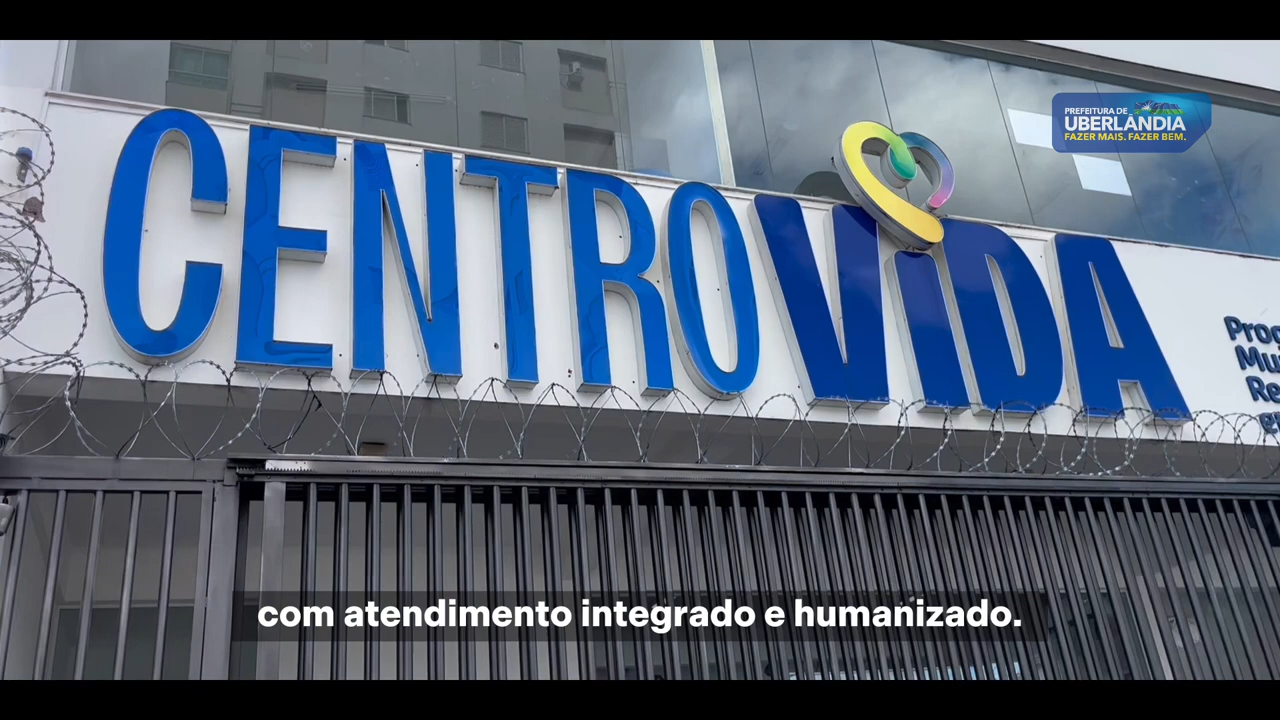 CENTROViDA
PREFEITURA DE
UBERLÂNDIA
FAZER MAIS. FAZER BEM.
com atendimento integrado e humanizado.